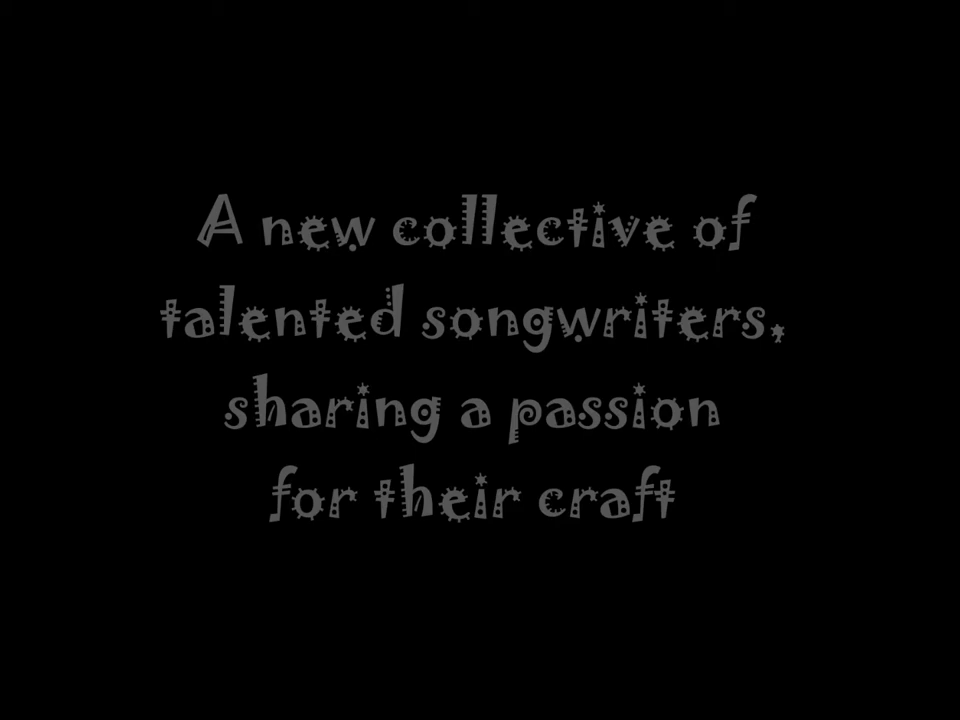 A new collective of
talented songwriters,
sharing a passion
for their craft